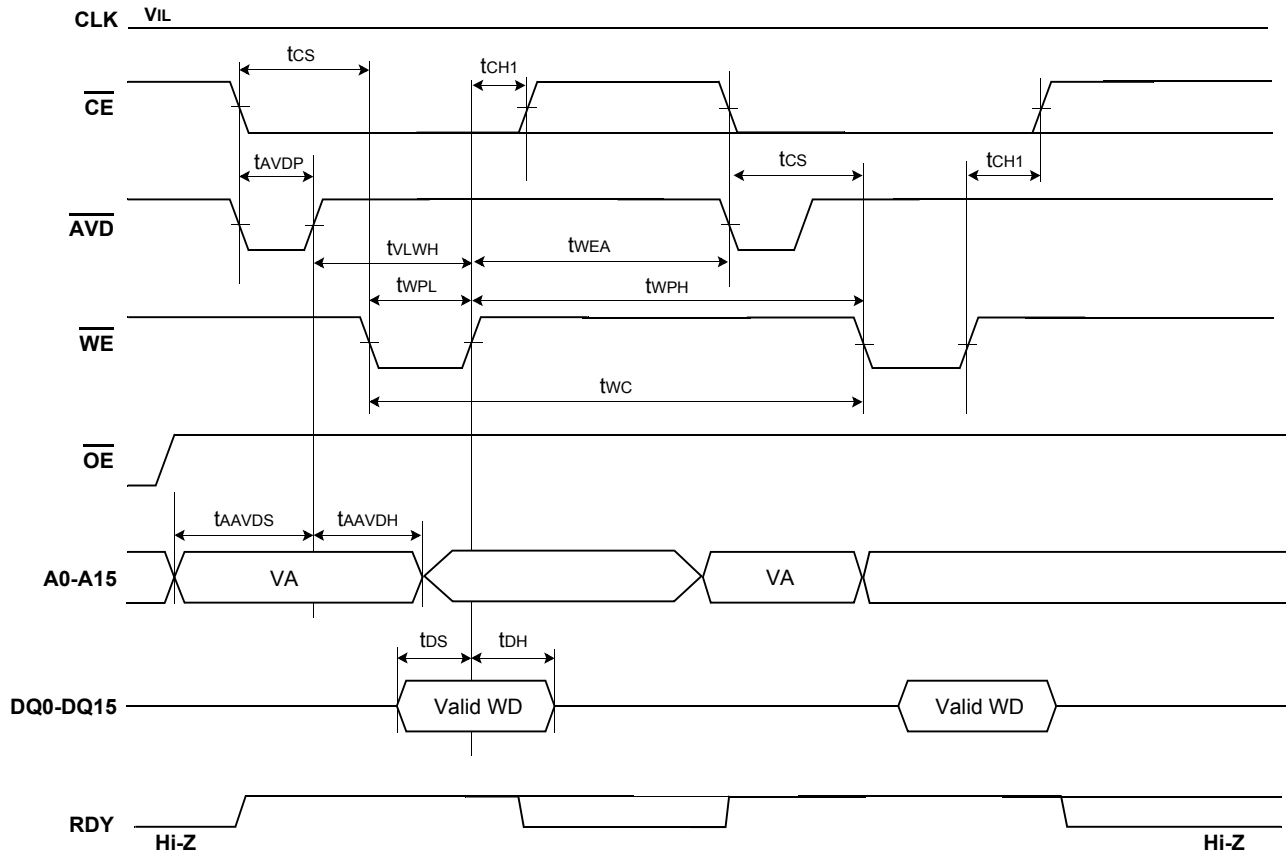 CLK VIL
tCS tCH1
CE
tAVDP tCS tCH1
AVD
tVLWH tWEA
tWPL tWPH
WE
tWC
OE
tAAVDS tAAVDH
A0-A15 VA VA
tDS tDH
DQ0-DQ15 Valid WD Valid WD
RDY
Hi-Z Hi-Z